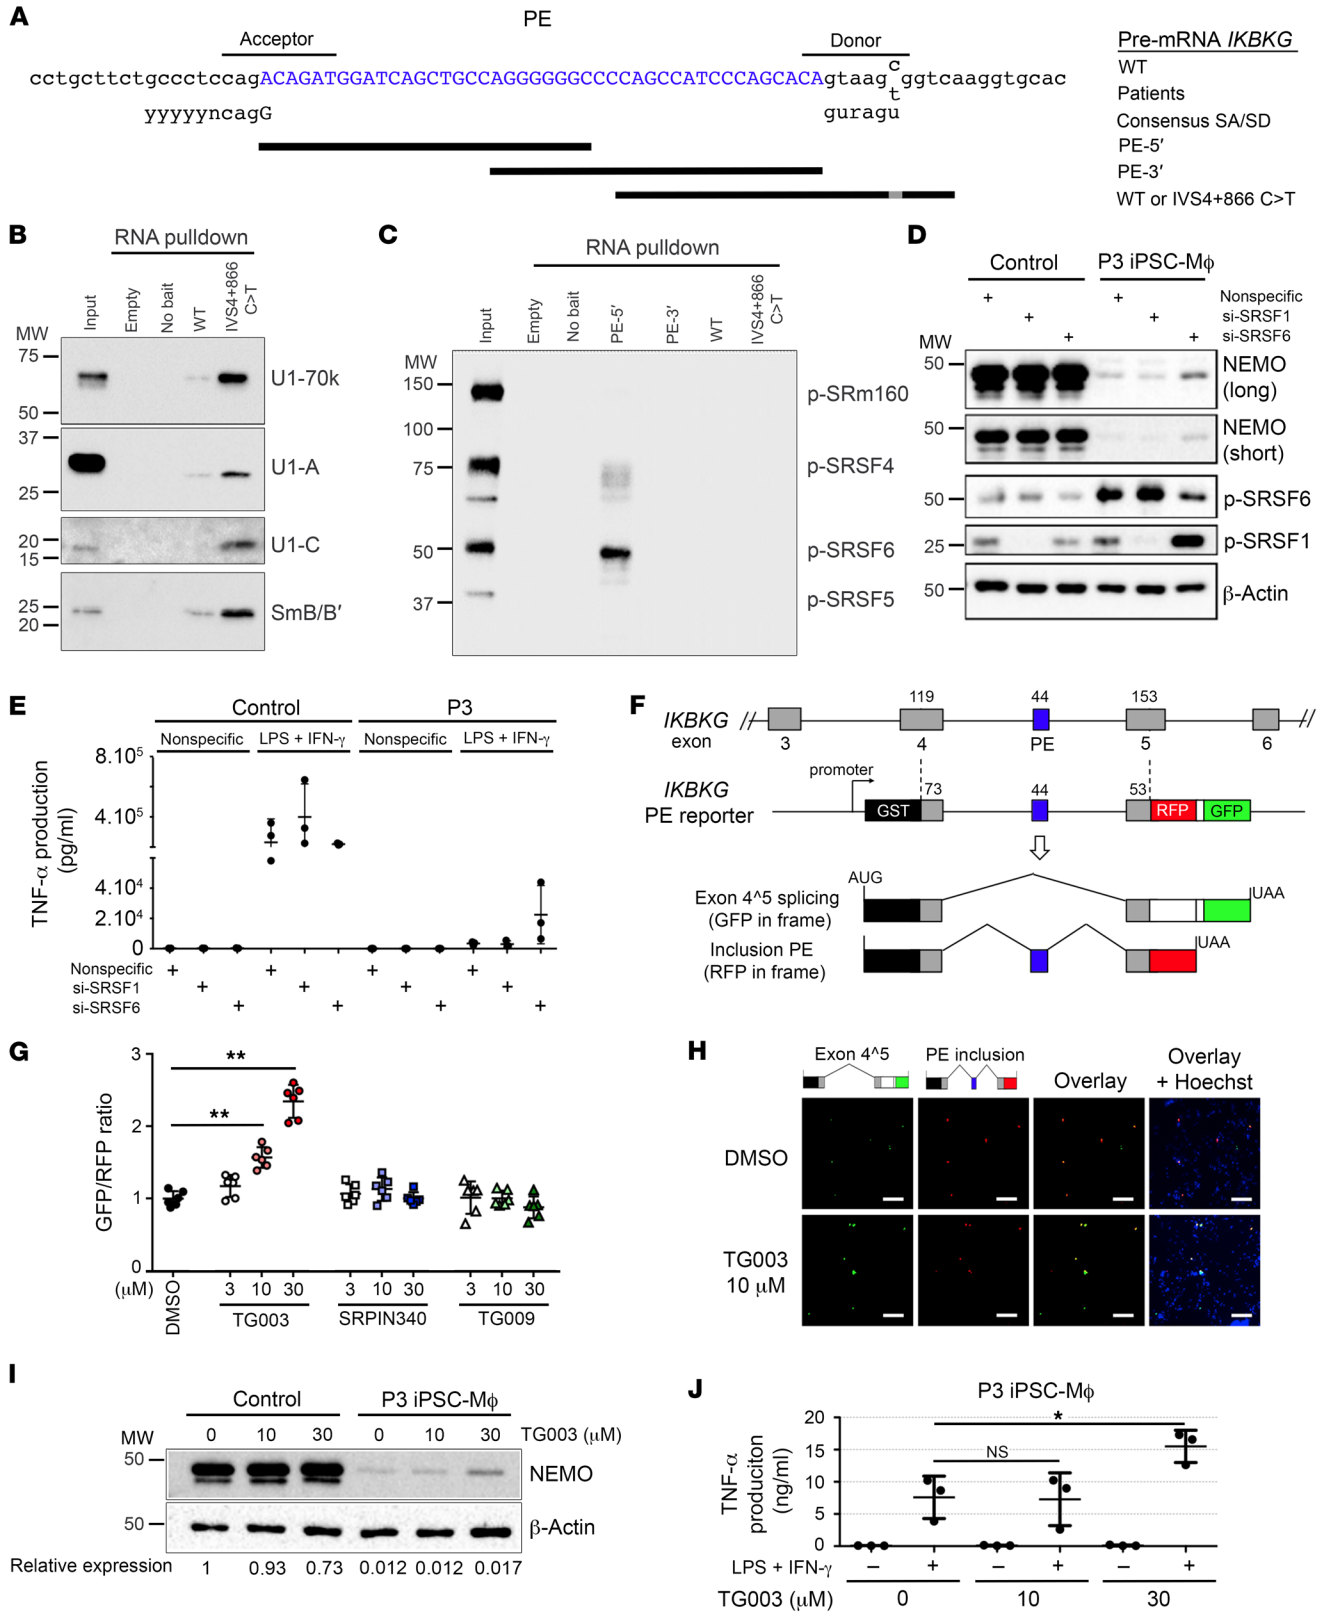 A
PE
Acceptor
Donor
Pre-mRNA IKBKG
cctgcttctgccctccagACAGATGGATCAGCTGCCAGGGGGGCCCCAGCCATCCCAGCACAgtaag c ggtcaaggtgcac
t
WT
Patients
yyyyyncagG
guragu
Consensus SA/SD
PE-5′
PE-3′
WT or IVS4+866 C>T
B
RNA pulldown
MW
Input
Empty
No bait
WT
IVS4+866 C>T
75
50
U1-70k
37
25
U1-A
20
15
U1-C
25
20
SmB/B′
C
RNA pulldown
MW
Input
Empty
No bait
PE-5′
PE-3′
WT
IVS4+866 C>T
150
p-SRm160
100
75
p-SRSF4
50
p-SRSF6
37
p-SRSF5
D
Control
P3 iPSC-Mϕ
+ + Nonspecific
+ + si-SRSF1
+ + si-SRSF6
MW
50
NEMO (long)
50
NEMO (short)
50
p-SRSF6
25
p-SRSF1
50
β-Actin
E
Control
P3
Nonspecific
LPS + IFN-γ
Nonspecific
LPS + IFN-γ
TNF-α production (pg/ml)
8.10⁵
4.10⁵
4.10⁴
2.10⁴
0
Nonspecific + + + +
si-SRSF1 + + + +
si-SRSF6 + + + +
F
119
44
153
IKBKG
exon
3
4
PE
5
6
promoter
IKBKG
PE reporter
GST
73
44
53
RFP
GFP
AUG
Exon 4^5 splicing
(GFP in frame)
UAA
Inclusion PE
(RFP in frame)
UAA
G
GFP/RFP ratio
3
2
1
0
**
**
(μM)
DMSO
3 10 30
TG003
3 10 30
SRPIN340
3 10 30
TG009
H
Exon 4^5
PE inclusion
Overlay
Overlay
+ Hoechst
DMSO
TG003
10 μM
I
Control
P3 iPSC-Mϕ
MW
0 10 30 0 10 30 TG003 (μM)
50
NEMO
50
β-Actin
Relative expression 1 0.93 0.73 0.012 0.012 0.017
J
P3 iPSC-Mϕ
TNF-α
produciton
(ng/ml)
20
15
10
5
0
*
NS
LPS + IFN-γ – + – + – +
TG003 (μM) 0 10 30